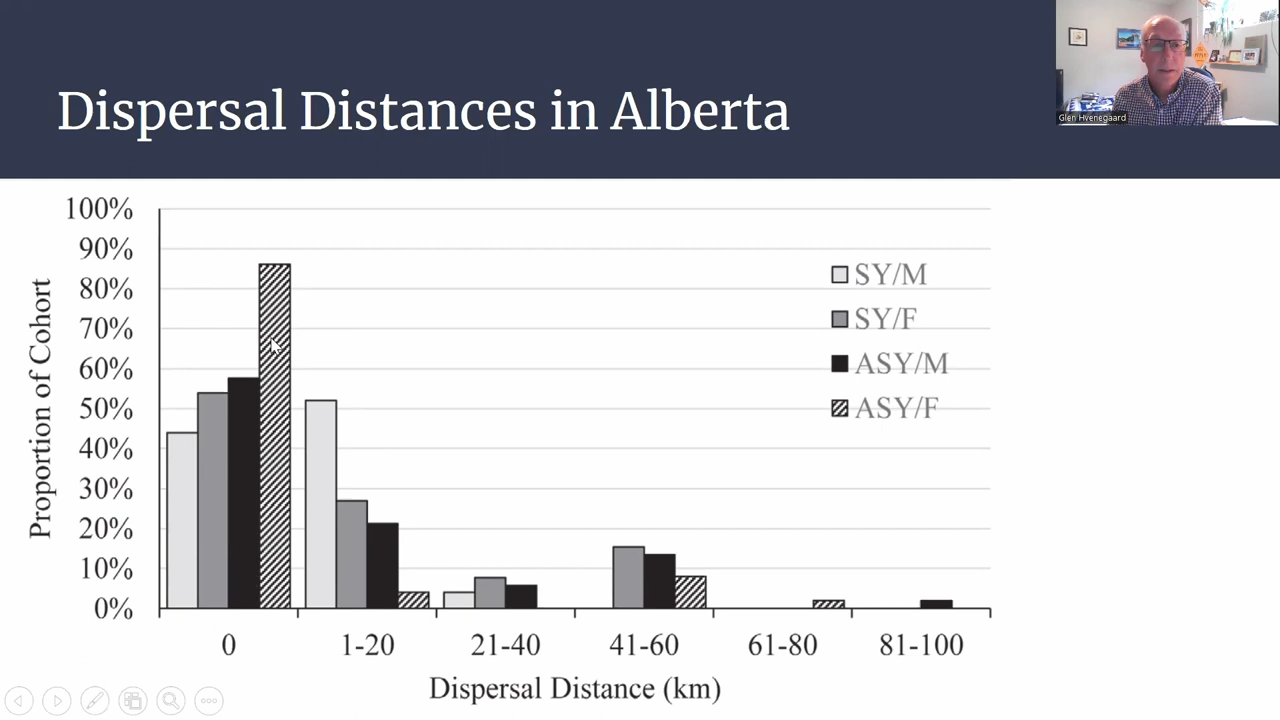 Dispersal Distances in Alberta
Glen Hvenegaard
100%
90%
80%
70%
60%
50%
40%
30%
20%
10%
0%
Proportion of Cohort
SY/M
SY/F
ASY/M
ASY/F
0 1-20 21-40 41-60 61-80 81-100
Dispersal Distance (km)